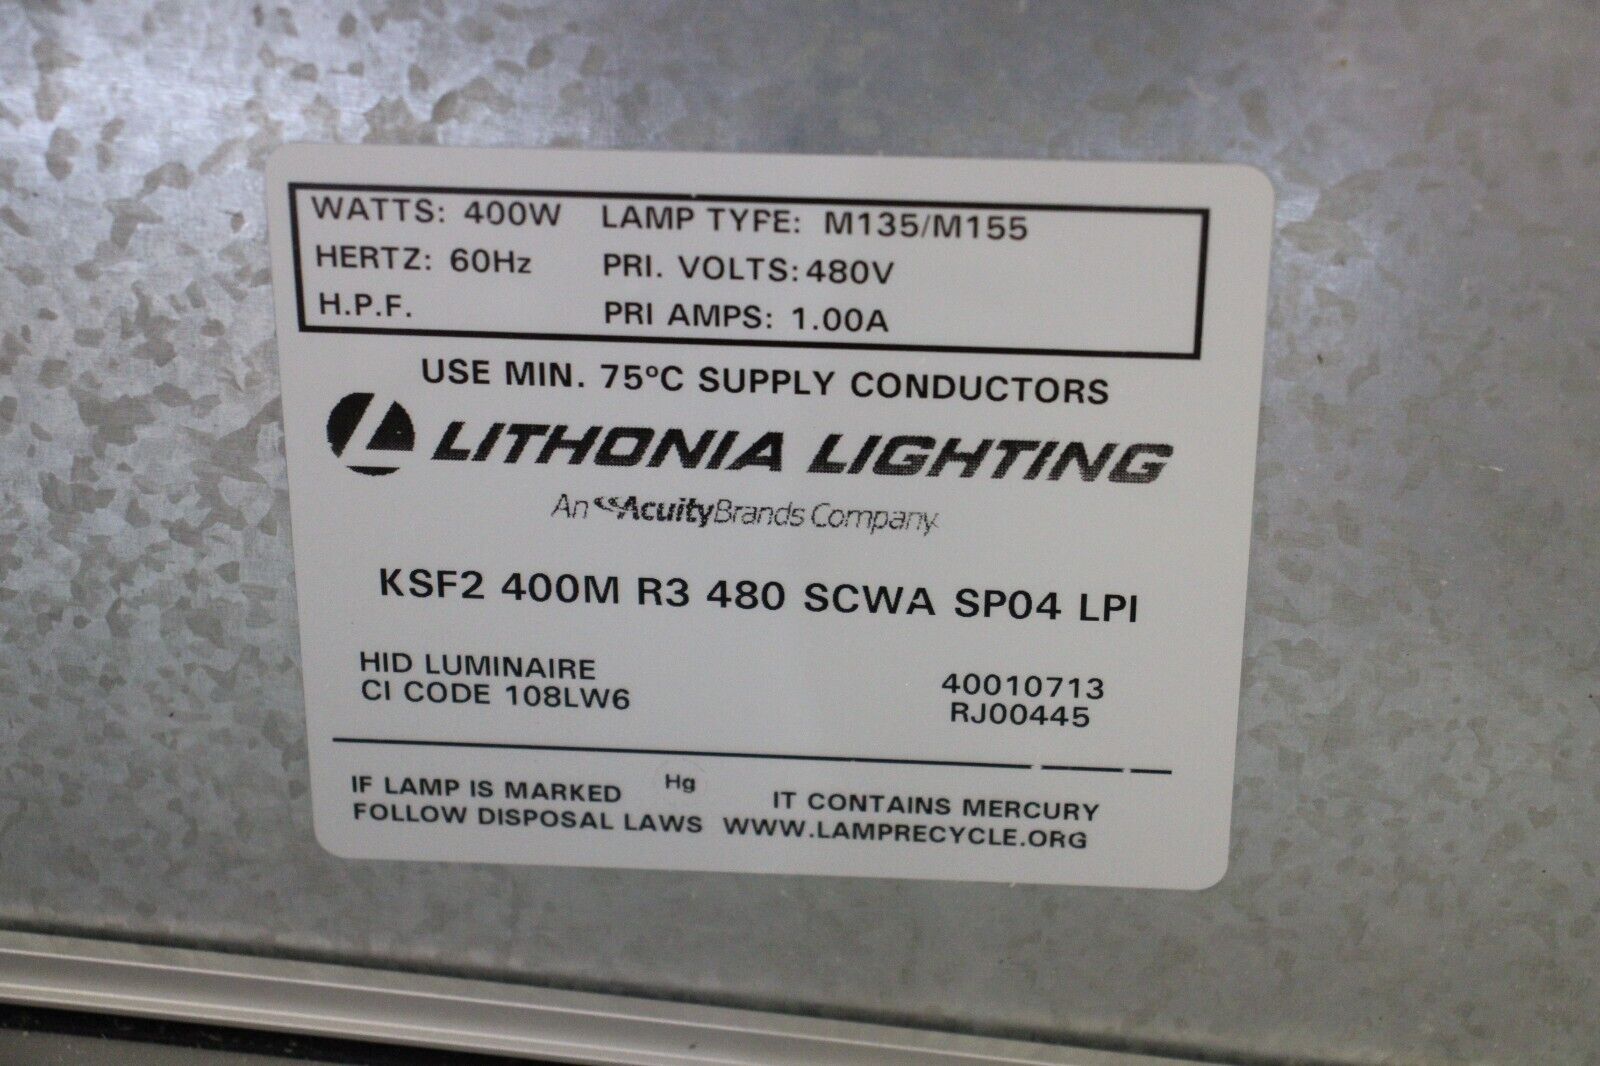 WATTS: 400W LAMP TYPE: M135/M155
HERTZ: 60Hz PRI. VOLTS: 480V
H.P.F. PRI AMPS: 1.00A
USE MIN. 75°C SUPPLY CONDUCTORS
LITHONIA LIGHTING
An AcuityBrands Company
KSF2 400M R3 480 SCWA SP04 LPI
HID LUMINAIRE 40010713
CI CODE 108LW6 RJ00445
IF LAMP IS MARKED Hg IT CONTAINS MERCURY
FOLLOW DISPOSAL LAWS WWW.LAMPRECYCLE.ORG